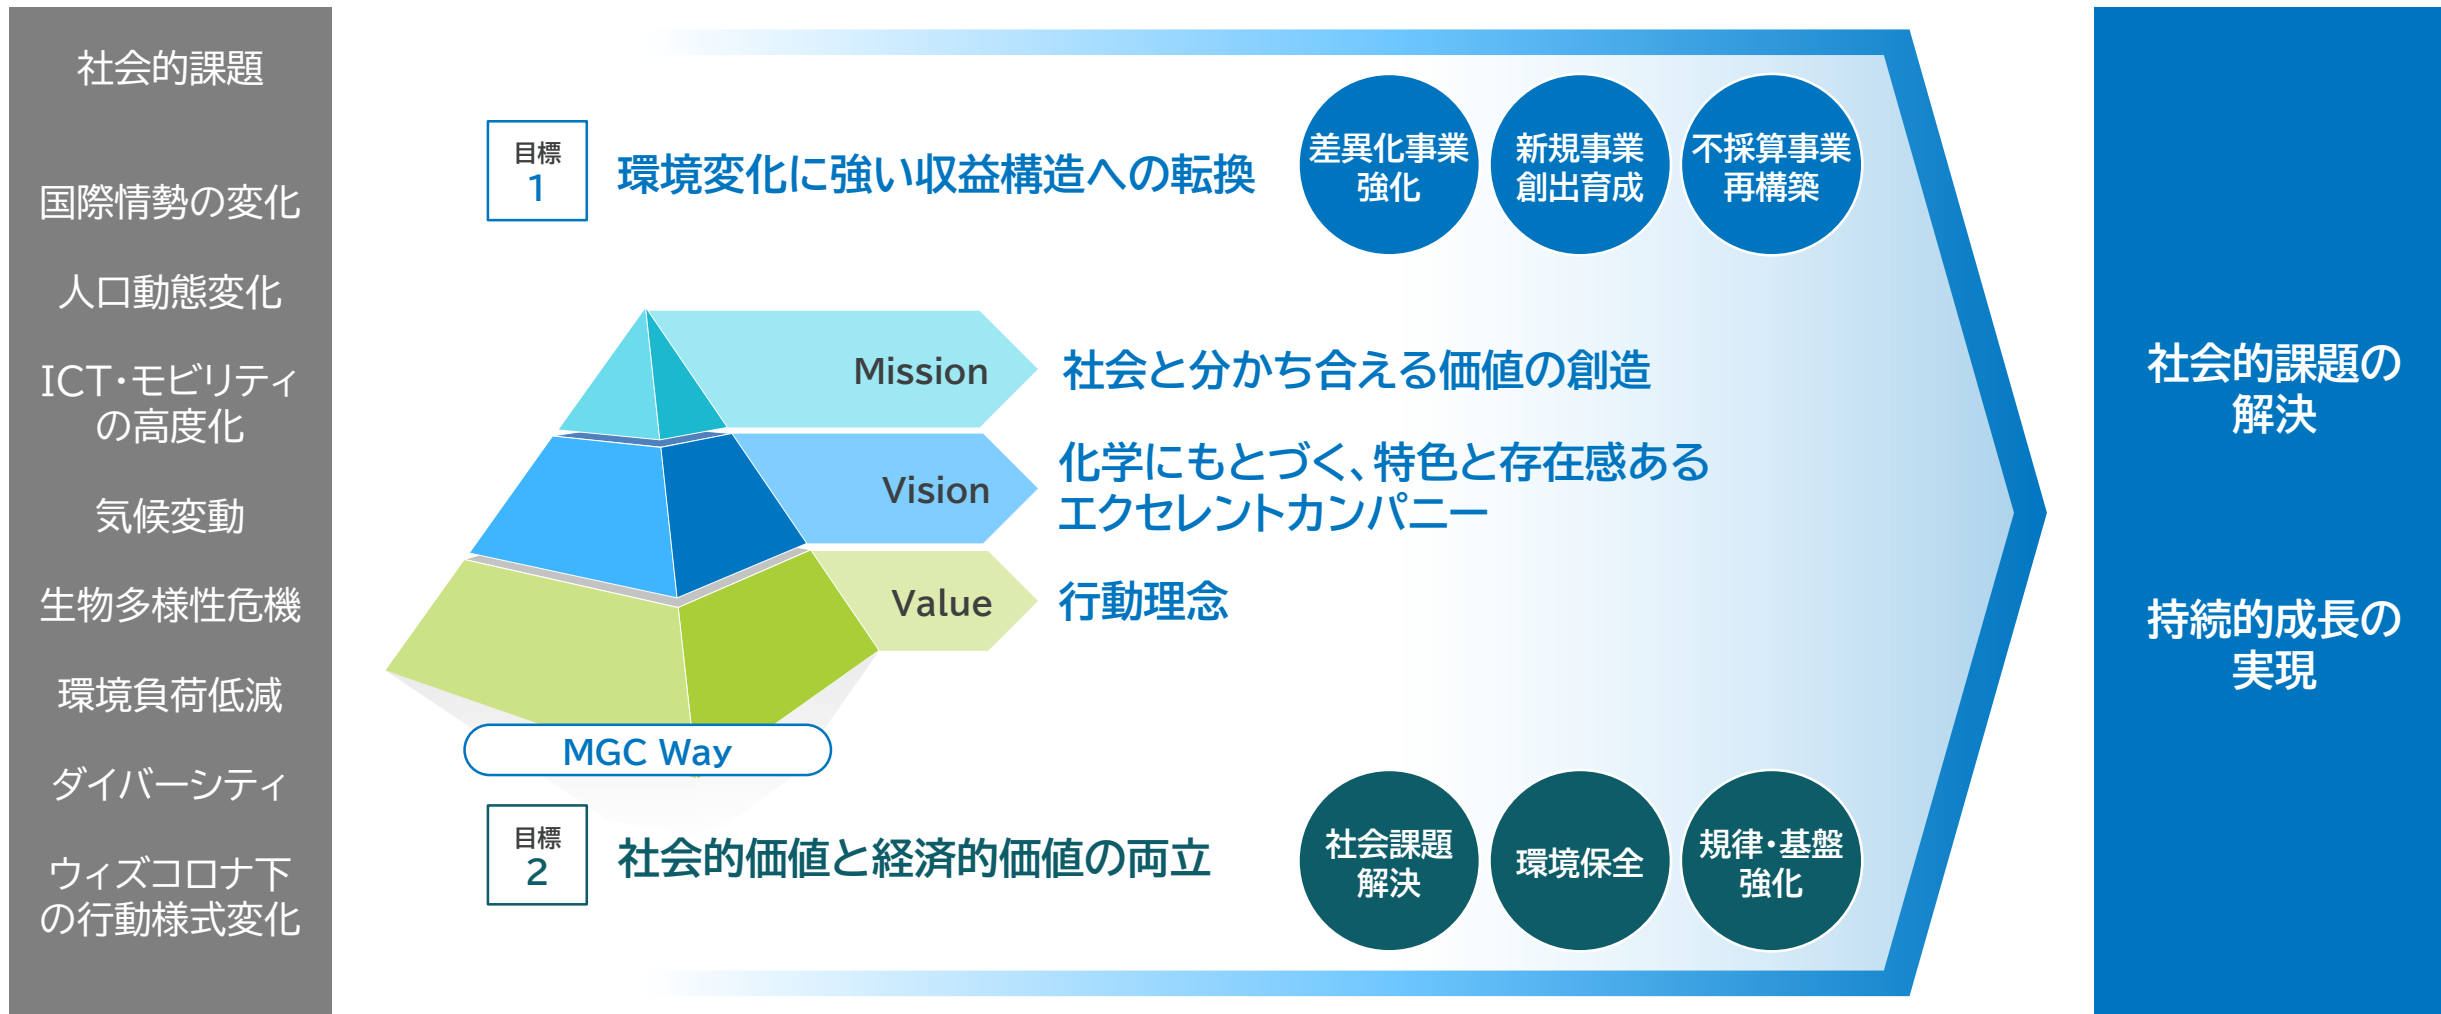 社会的課題
国際情勢の変化
人口動態変化
ICT・モビリティ
の高度化
気候変動
生物多様性危機
環境負荷低減
ダイバーシティ
ウィズコロナ下
の行動様式変化
目標
1
環境変化に強い収益構造への転換
差異化事業
強化
新規事業
創出育成
不採算事業
再構築
Mission
社会と分かち合える価値の創造
Vision
化学にもとづく、特色と存在感ある
エクセレントカンパニー
Value
行動理念
MGC Way
目標
2
社会的価値と経済的価値の両立
社会課題
解決
環境保全
規律・基盤
強化
社会的課題の
解決
持続的成長の
実現